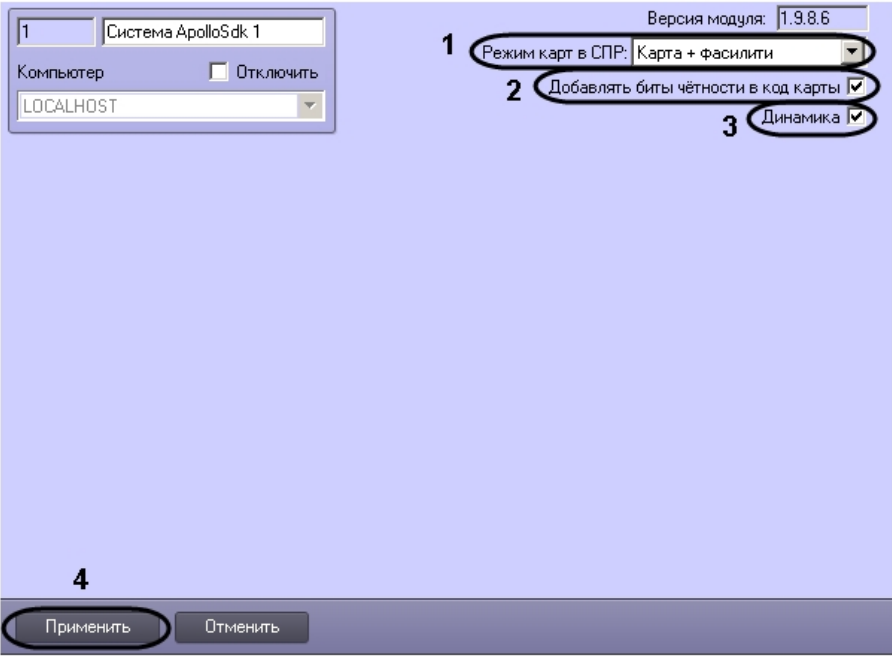 1 Система ApolloSdk 1
Версия модуля: 1.9.8.6
1 Режим карт в СПР: Карта + фасилити
Компьютер Отключить
2 Добавлять биты чётности в код карты
LOCALHOST
3 Динамика
4
Применить Отменить